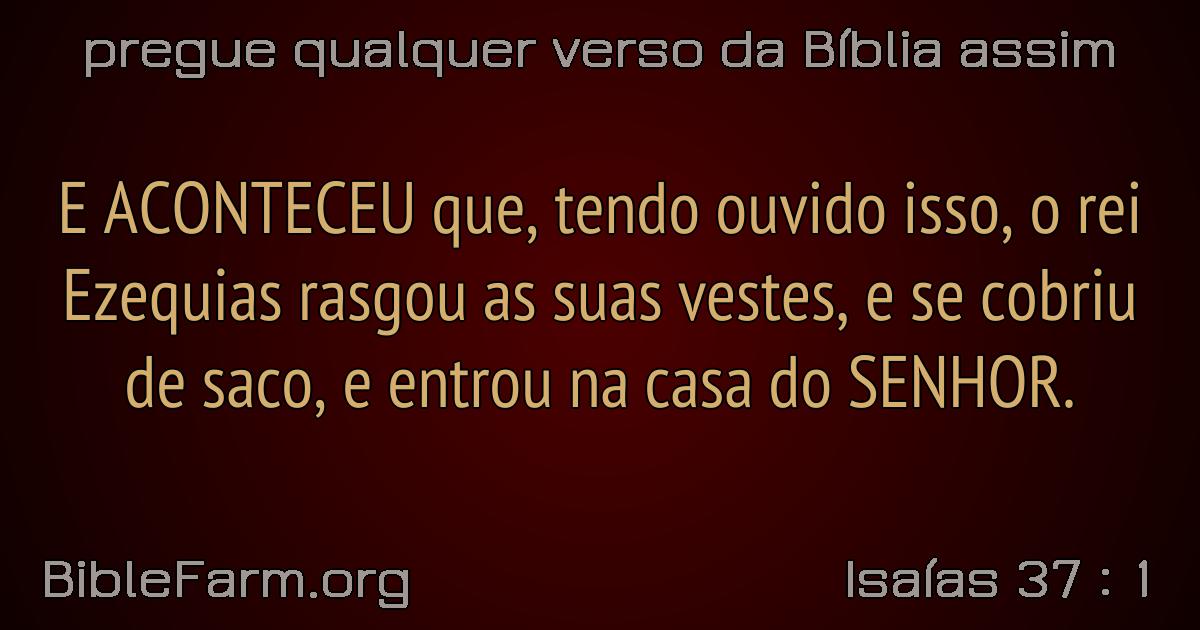 pregue qualquer verso da Bíblia assim
E ACONTECEU que, tendo ouvido isso, o rei
Ezequias rasgou as suas vestes, e se cobriu
de saco, e entrou na casa do SENHOR.
BibleFarm.org
Isaías 37 : 1